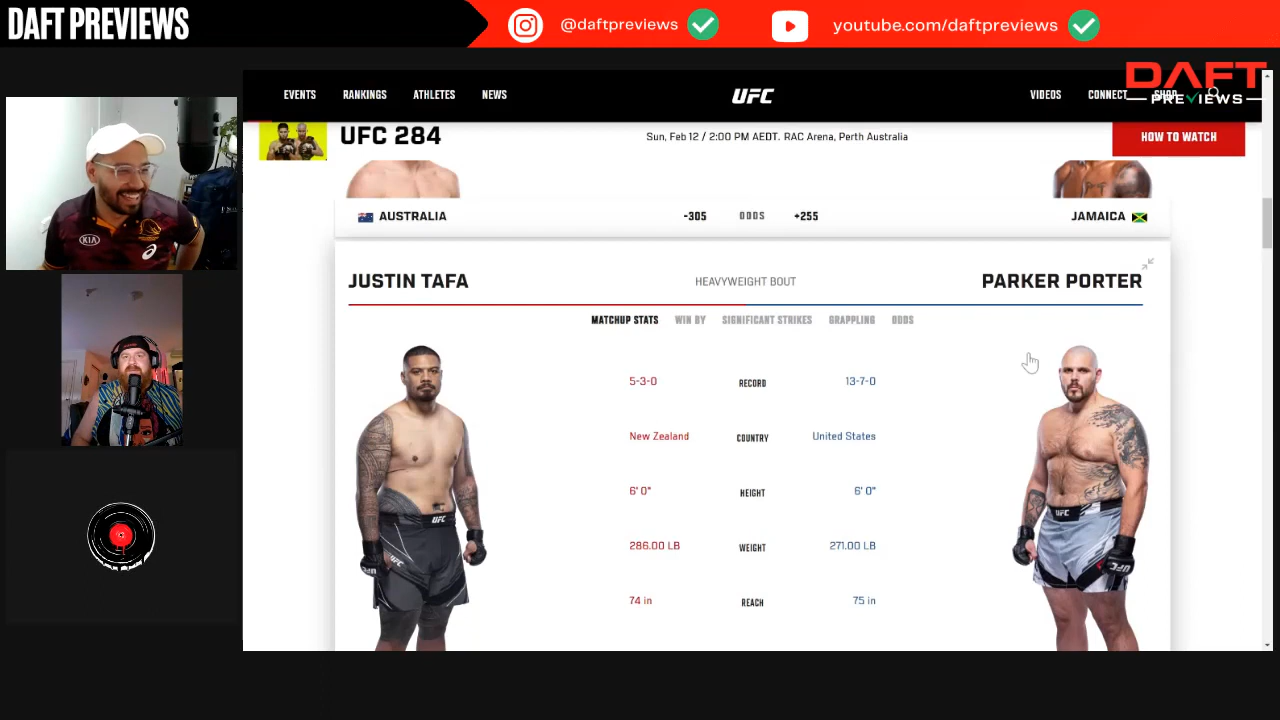 DAFT PREVIEWS
@daftpreviews
youtube.com/daftpreviews
DAFT
PREVIEWS
EVENTS RANKINGS ATHLETES NEWS UFC VIDEOS CONNECT SHOP
UFC 284 Sun, Feb 12 / 2:00 PM AEDT. RAC Arena, Perth Australia HOW TO WATCH
AUSTRALIA -305 ODDS +255 JAMAICA
JUSTIN TAFA HEAVYWEIGHT BOUT PARKER PORTER
MATCHUP STATS WIN BY SIGNIFICANT STRIKES GRAPPLING ODDS
5-3-0 RECORD 13-7-0
New Zealand COUNTRY United States
6' 0" HEIGHT 6' 0"
286.00 LB WEIGHT 271.00 LB
74 in REACH 75 in
KIA
UFC
UFC